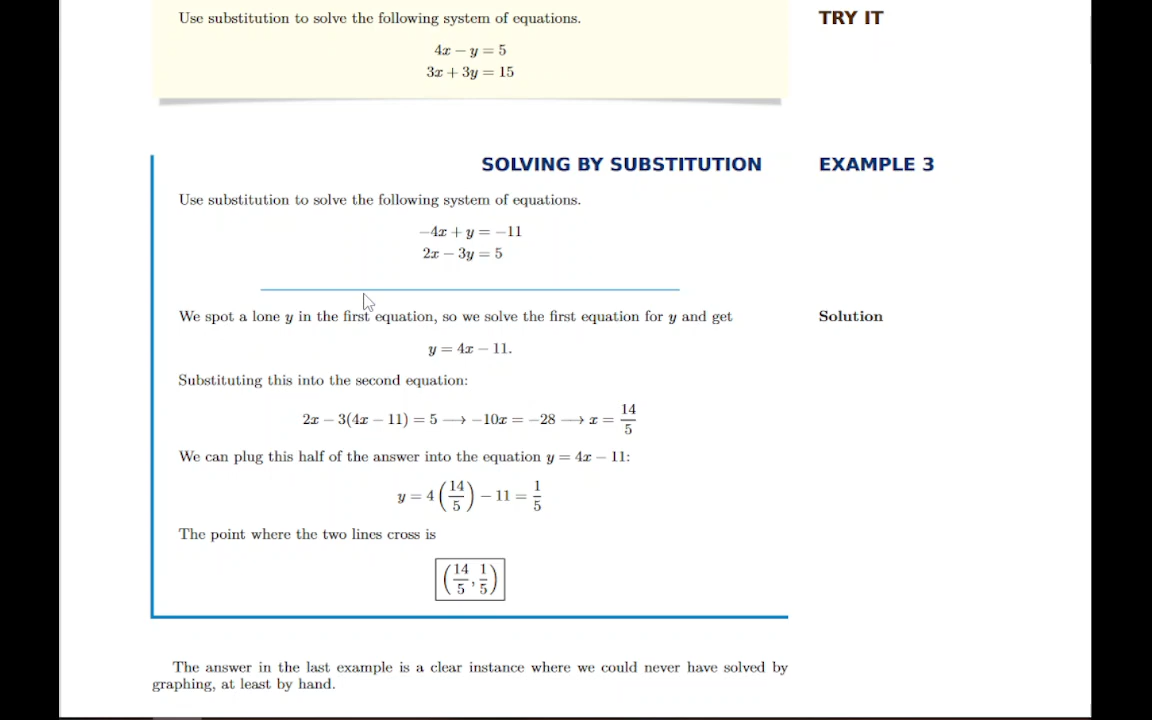 Use substitution to solve the following system of equations.
TRY IT
4x − y = 5
3x + 3y = 15
SOLVING BY SUBSTITUTION
EXAMPLE 3
Use substitution to solve the following system of equations.
−4x + y = −11
2x − 3y = 5
We spot a lone y in the first equation, so we solve the first equation for y and get
Solution
y = 4x − 11.
Substituting this into the second equation:
2x − 3(4x − 11) = 5 ⟶ −10x = −28 ⟶ x = 14/5
We can plug this half of the answer into the equation y = 4x − 11:
y = 4(14/5) − 11 = 1/5
The point where the two lines cross is
(14/5, 1/5)
The answer in the last example is a clear instance where we could never have solved by
graphing, at least by hand.